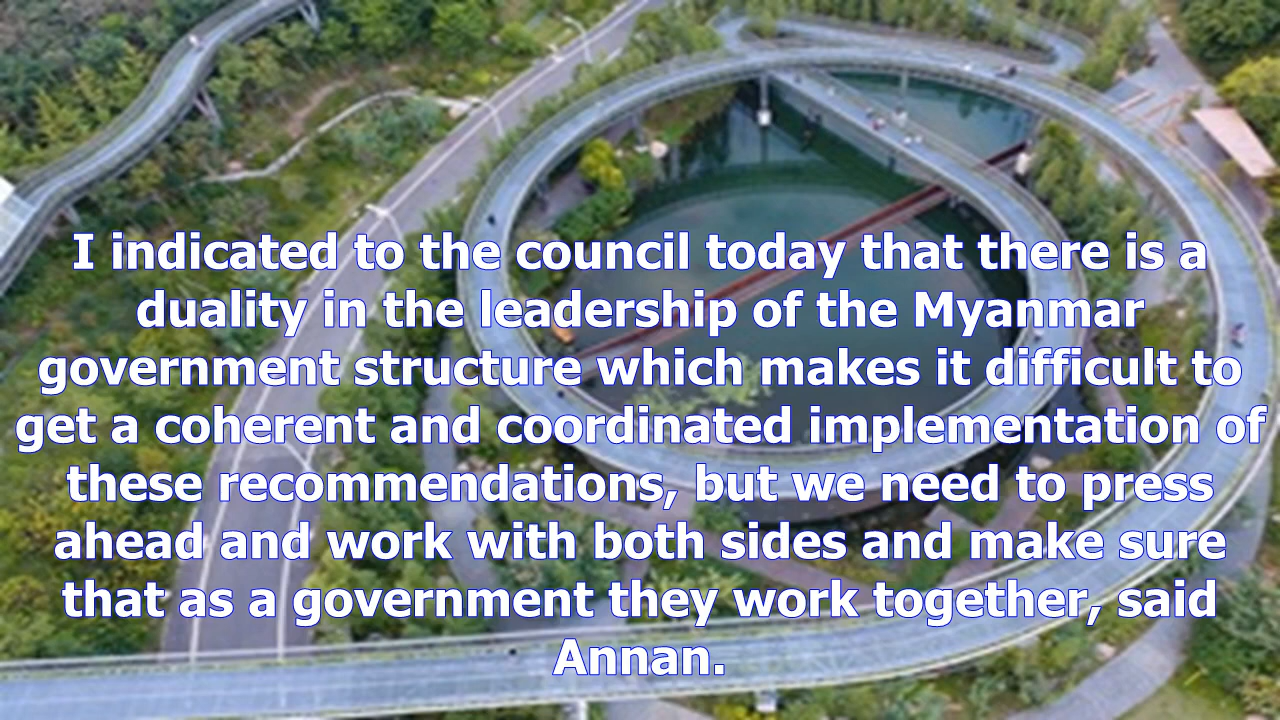 I indicated to the council today that there is a
duality in the leadership of the Myanmar
government structure which makes it difficult to
get a coherent and coordinated implementation of
these recommendations, but we need to press
ahead and work with both sides and make sure
that as a government they work together, said
Annan.